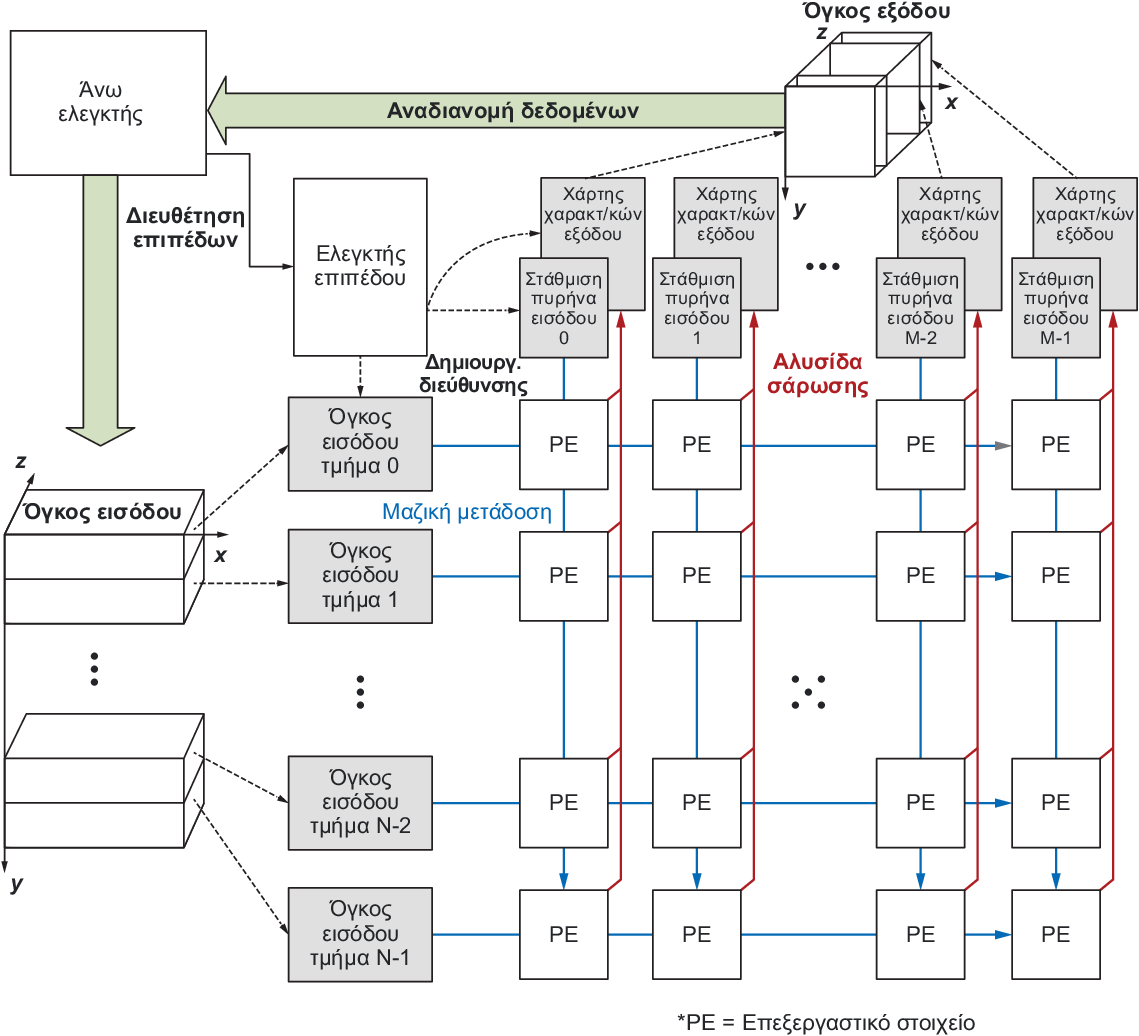 Όγκος εξόδου
z
x
y
Άνω
ελεγκτής
Αναδιανομή δεδομένων
Διευθέτηση
επιπέδων
Ελεγκτής
επιπέδου
Χάρτης
χαρακτ/κών
εξόδου
Χάρτης
χαρακτ/κών
εξόδου
Χάρτης
χαρακτ/κών
εξόδου
Χάρτης
χαρακτ/κών
εξόδου
Στάθμιση
πυρήνα
εισόδου
0
Στάθμιση
πυρήνα
εισόδου
1
Στάθμιση
πυρήνα
εισόδου
M-2
Στάθμιση
πυρήνα
εισόδου
M-1
Δημιουργ.
διεύθυνσης
Αλυσίδα
σάρωσης
z
Όγκος εισόδου
x
y
Όγκος
εισόδου
τμήμα 0
PE
PE
PE
PE
Μαζική μετάδοση
Όγκος
εισόδου
τμήμα 1
PE
PE
PE
PE
Όγκος
εισόδου
τμήμα N-2
PE
PE
PE
PE
Όγκος
εισόδου
τμήμα N-1
PE
PE
PE
PE
*PE = Επεξεργαστικό στοιχείο